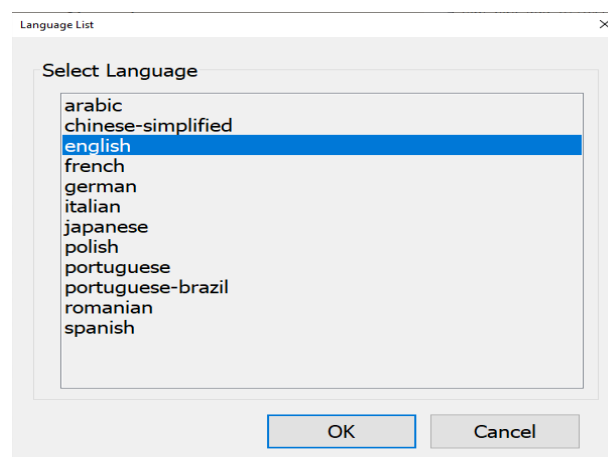 Language List
Select Language
arabic
chinese-simplified
english
french
german
italian
japanese
polish
portuguese
portuguese-brazil
romanian
spanish
OK
Cancel